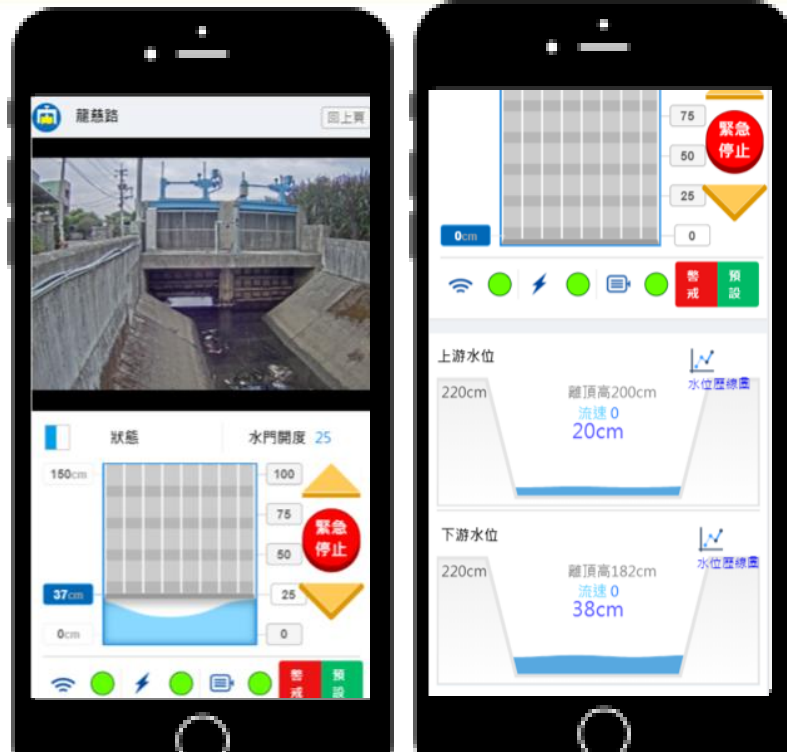 龍慈路
回上頁
狀態
水門開度 25
150cm
100
75
緊急
停止
50
37cm
25
0cm
0
警戒
預設
75
緊急
停止
50
25
0cm
0
警戒
預設
上游水位
水位歷線圖
220cm
離頂高200cm
流速 0
20cm
下游水位
水位歷線圖
220cm
離頂高182cm
流速 0
38cm